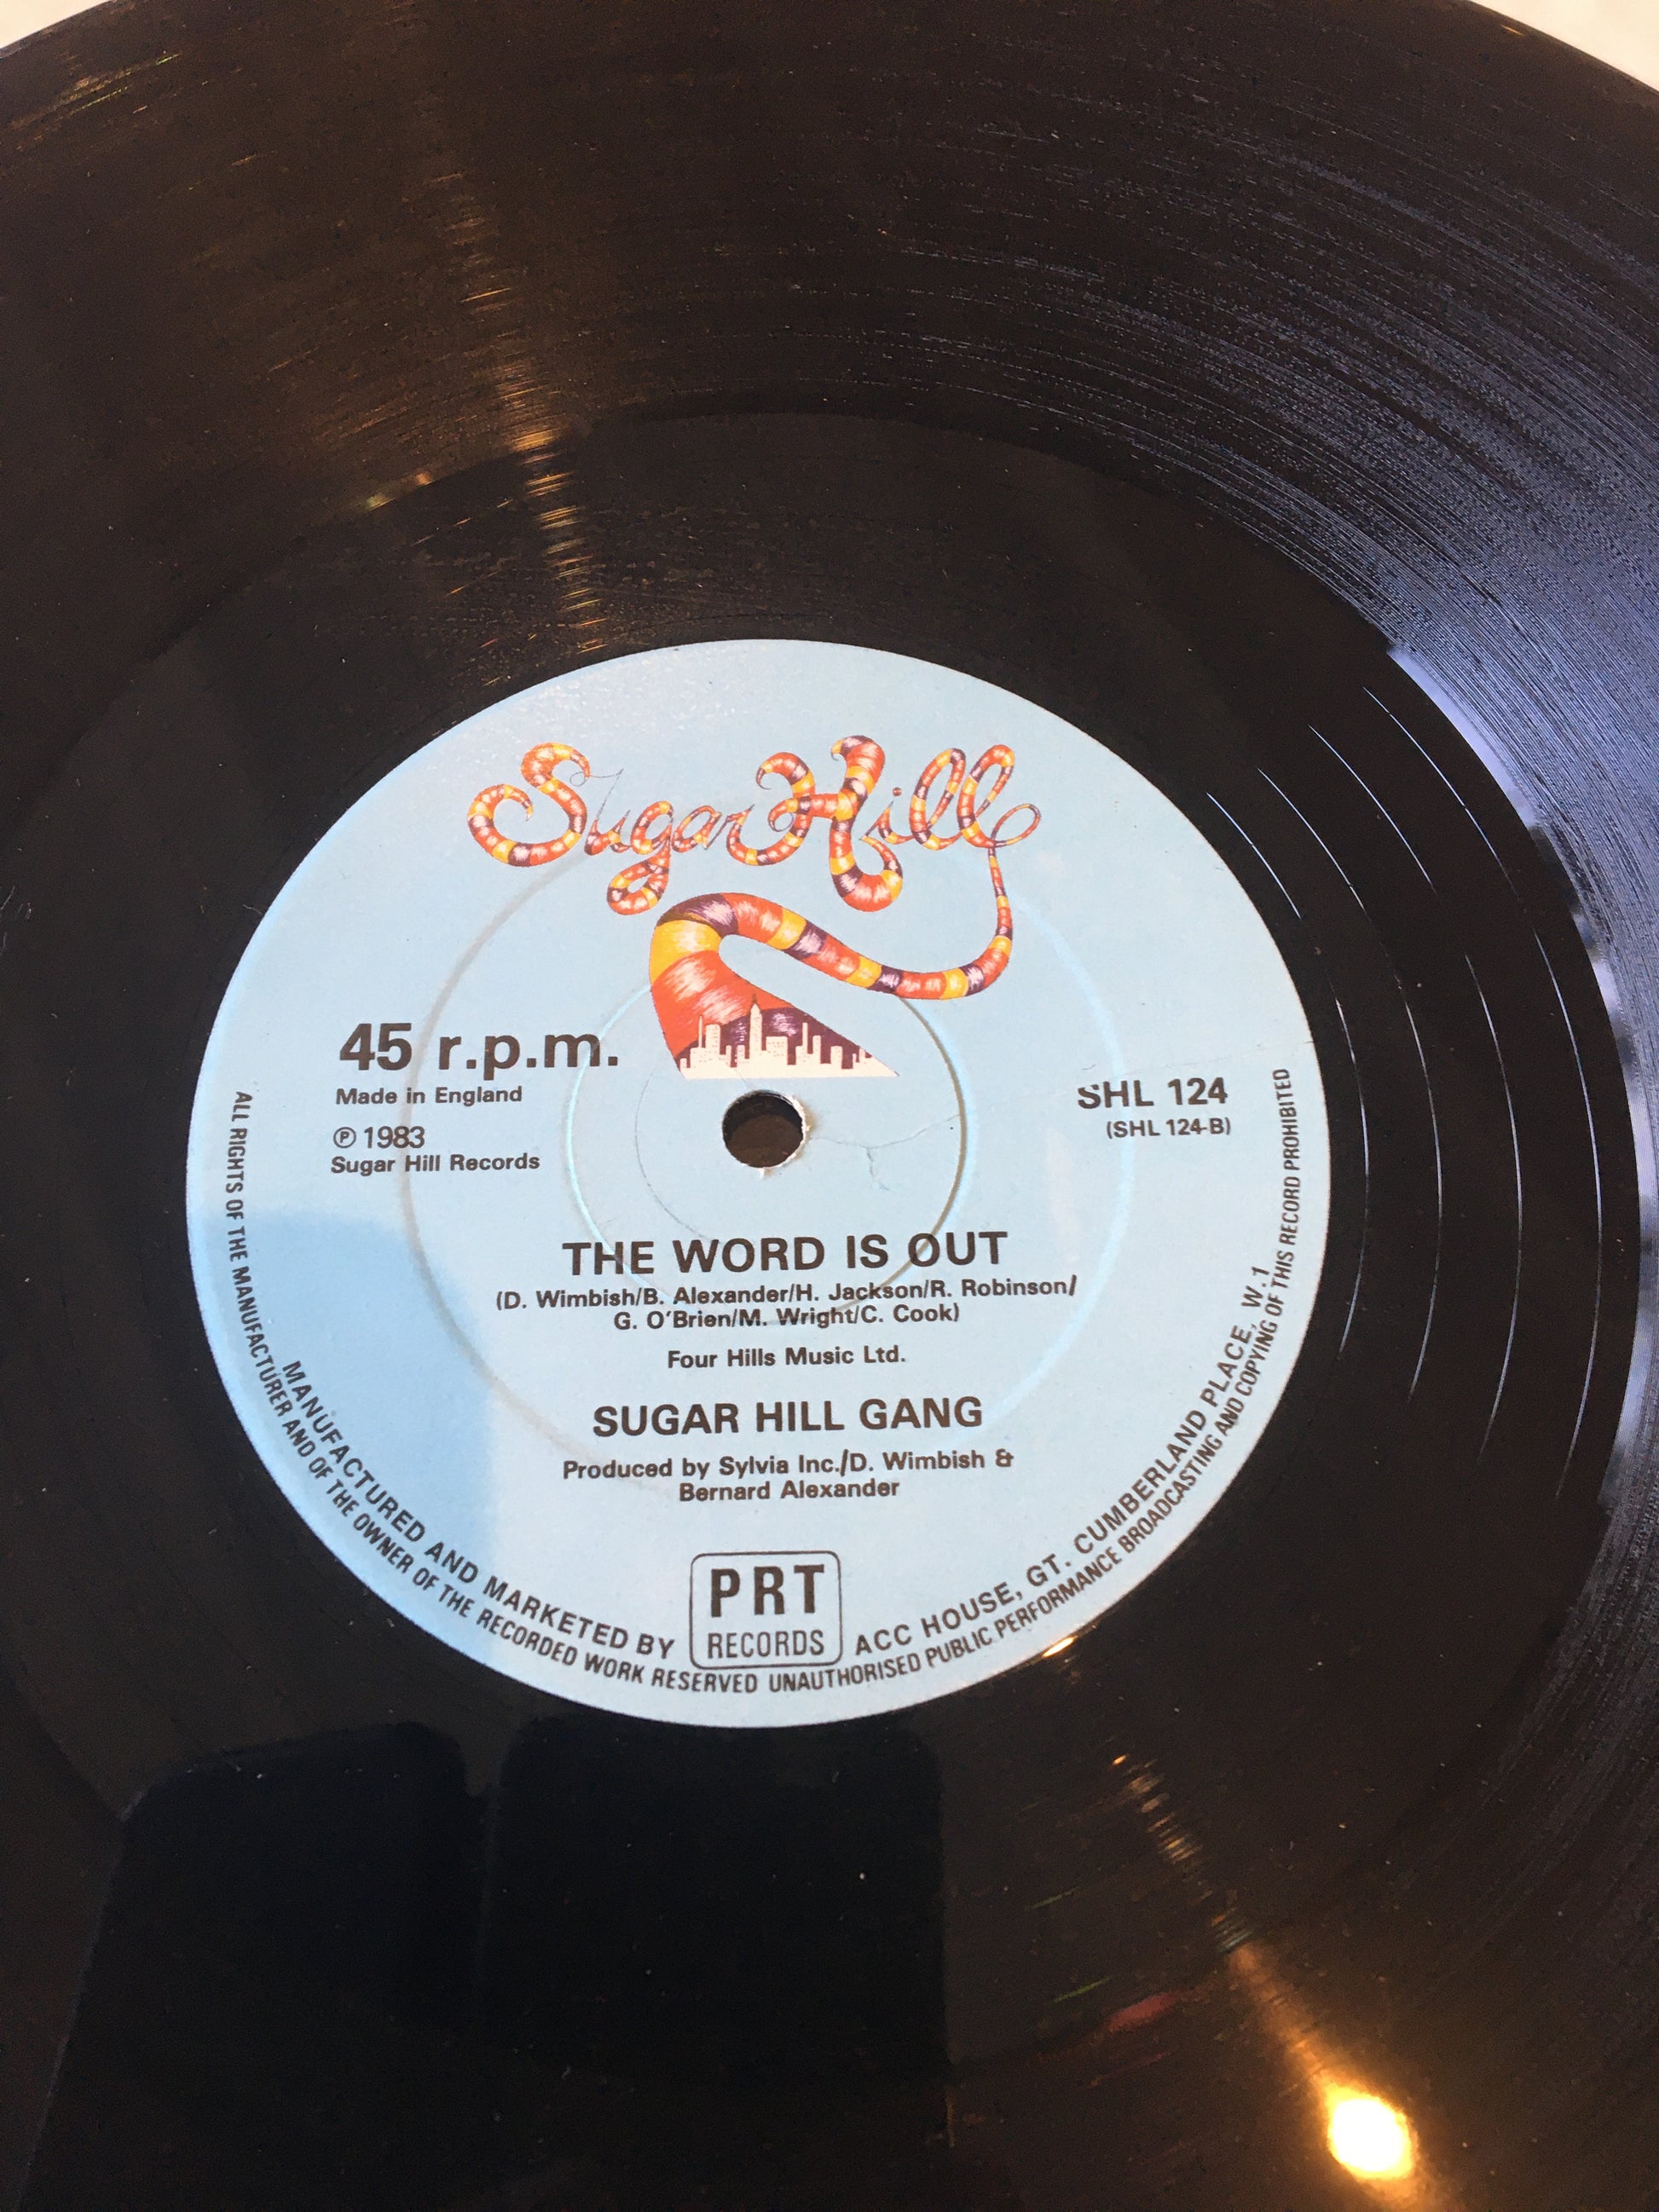 Sugar Hill
45 r.p.m.
Made in England
℗ 1983
Sugar Hill Records
SHL 124
(SHL 124-B)
THE WORD IS OUT
(D. Wimbish/B. Alexander/H. Jackson/R. Robinson/
G. O'Brien/M. Wright/C. Cook)
Four Hills Music Ltd.
SUGAR HILL GANG
Produced by Sylvia Inc./D. Wimbish &
Bernard Alexander
MANUFACTURED AND MARKETED BY PRT RECORDS ACC HOUSE, GT. CUMBERLAND PLACE, W.1
ALL RIGHTS OF THE MANUFACTURER AND OF THE OWNER OF THE RECORDED WORK RESERVED UNAUTHORISED PUBLIC PERFORMANCE BROADCASTING AND COPYING OF THIS RECORD PROHIBITED